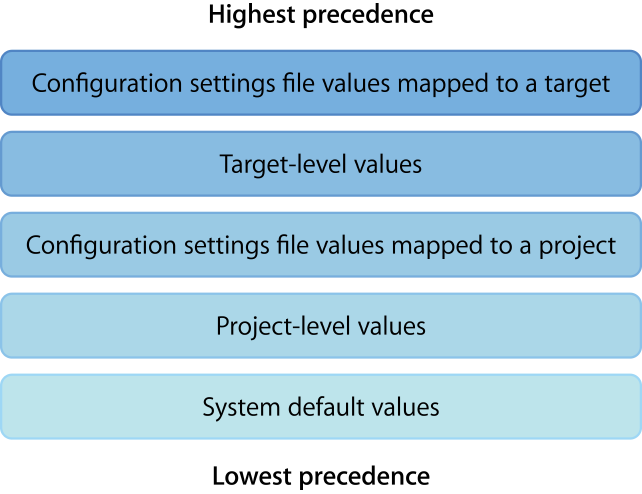 Highest precedence
Configuration settings file values mapped to a target
Target-level values
Configuration settings file values mapped to a project
Project-level values
System default values
Lowest precedence